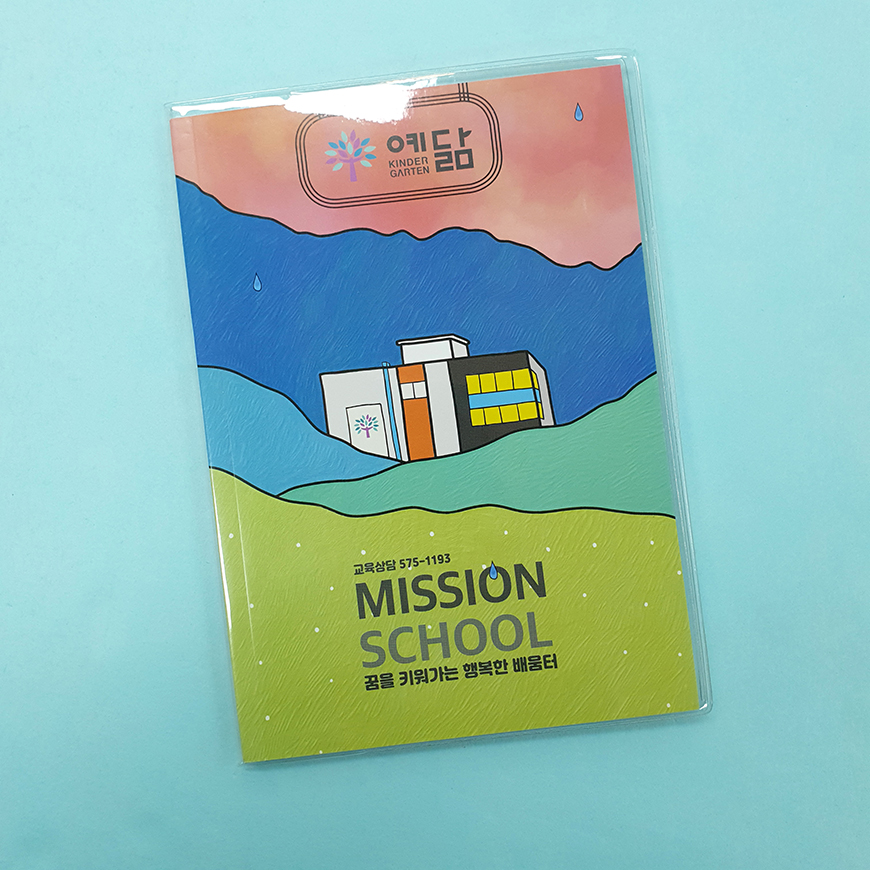 예닮
KINDER
GARTEN
교육상담 575-1193
MISSION
SCHOOL
꿈을 키워가는 행복한 배움터